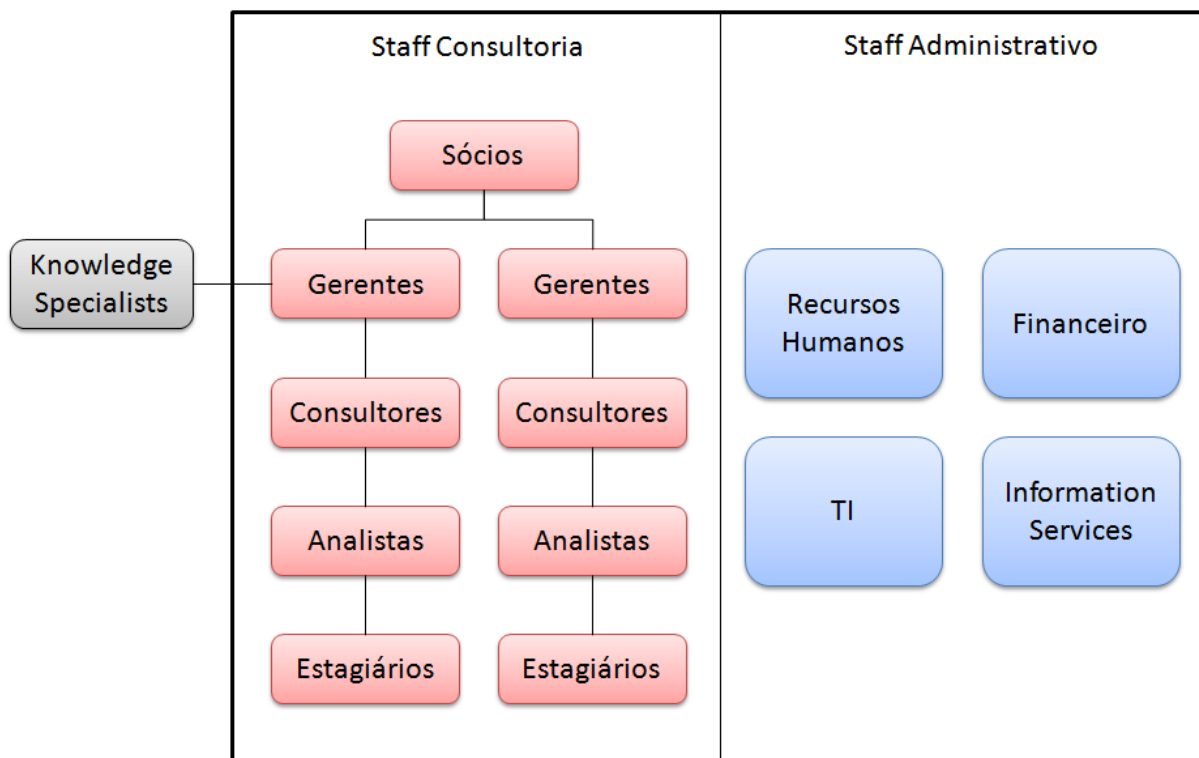 Staff Consultoria
Staff Administrativo
Sócios
Knowledge
Specialists
Gerentes
Gerentes
Recursos
Humanos
Financeiro
Consultores
Consultores
TI
Information
Services
Analistas
Analistas
Estagiários
Estagiários